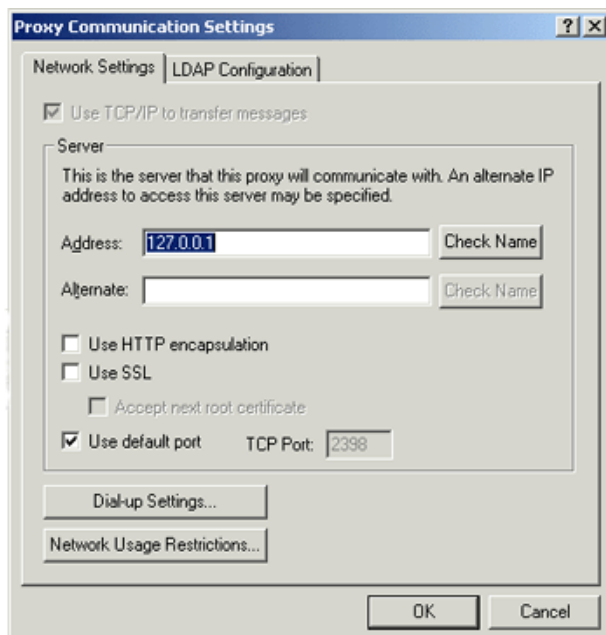 Proxy Communication Settings
Network Settings
LDAP Configuration
Use TCP/IP to transfer messages
Server
This is the server that this proxy will communicate with. An alternate IP
address to access this server may be specified.
Address: 127.0.0.1 Check Name
Alternate: Check Name
Use HTTP encapsulation
Use SSL
Accept next root certificate
Use default port TCP Port: 2398
Dial-up Settings...
Network Usage Restrictions...
OK Cancel